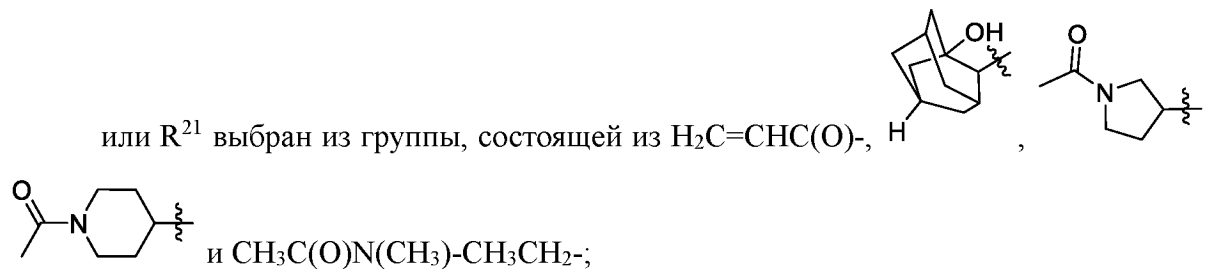 или R²¹ выбран из группы, состоящей из H₂C=CHC(O)-, OH H , O N
O N и CH₃C(O)N(CH₃)-CH₃CH₂-;